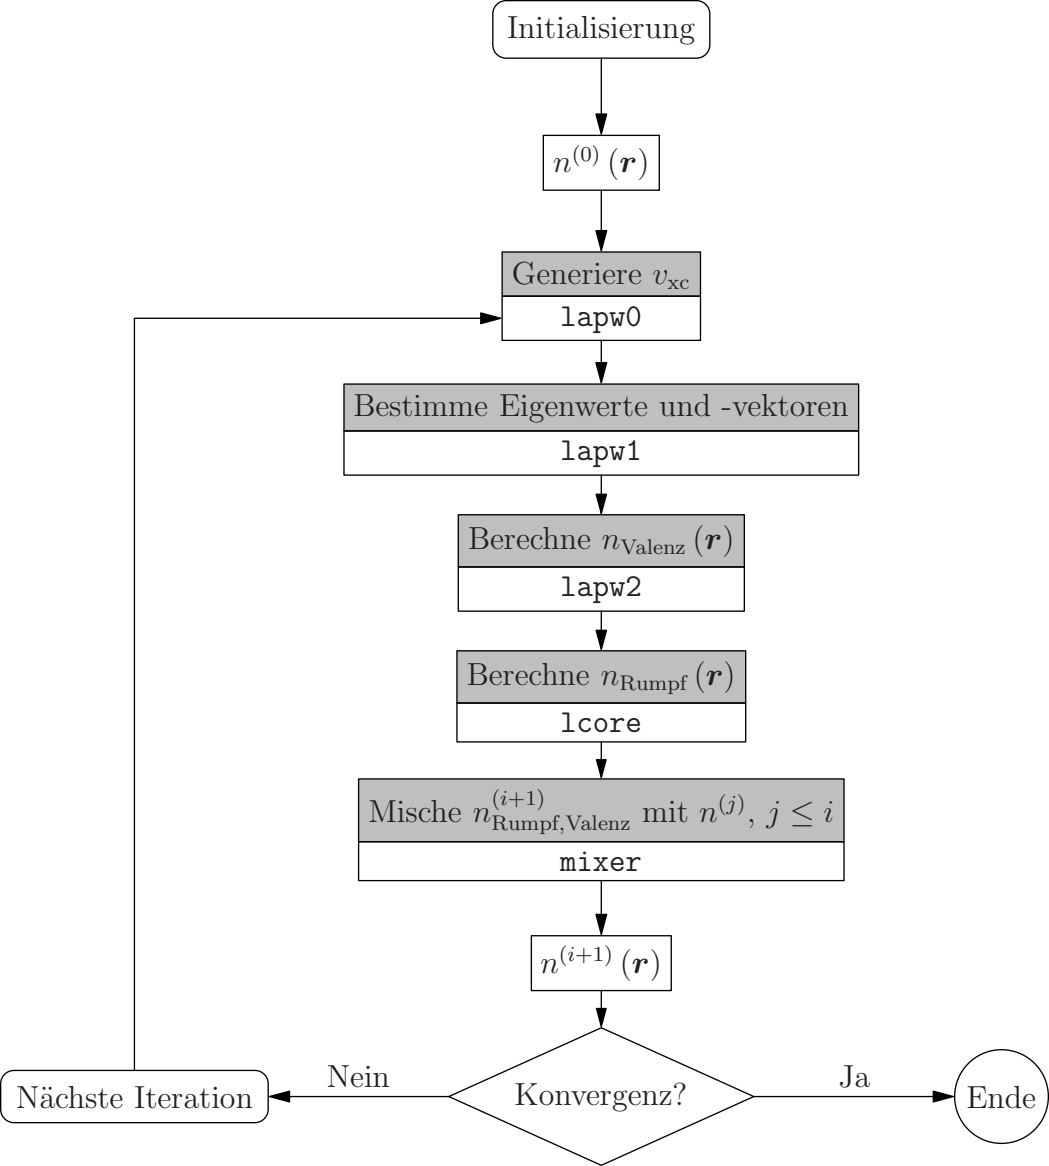 Initialisierung
n^(0) (r)
Generiere v_xc
lapw0
Bestimme Eigenwerte und -vektoren
lapw1
Berechne n_Valenz (r)
lapw2
Berechne n_Rumpf (r)
lcore
Mische n^(i+1)_Rumpf,Valenz mit n^(j), j ≤ i
mixer
n^(i+1) (r)
Nein
Ja
Nächste Iteration
Konvergenz?
Ende